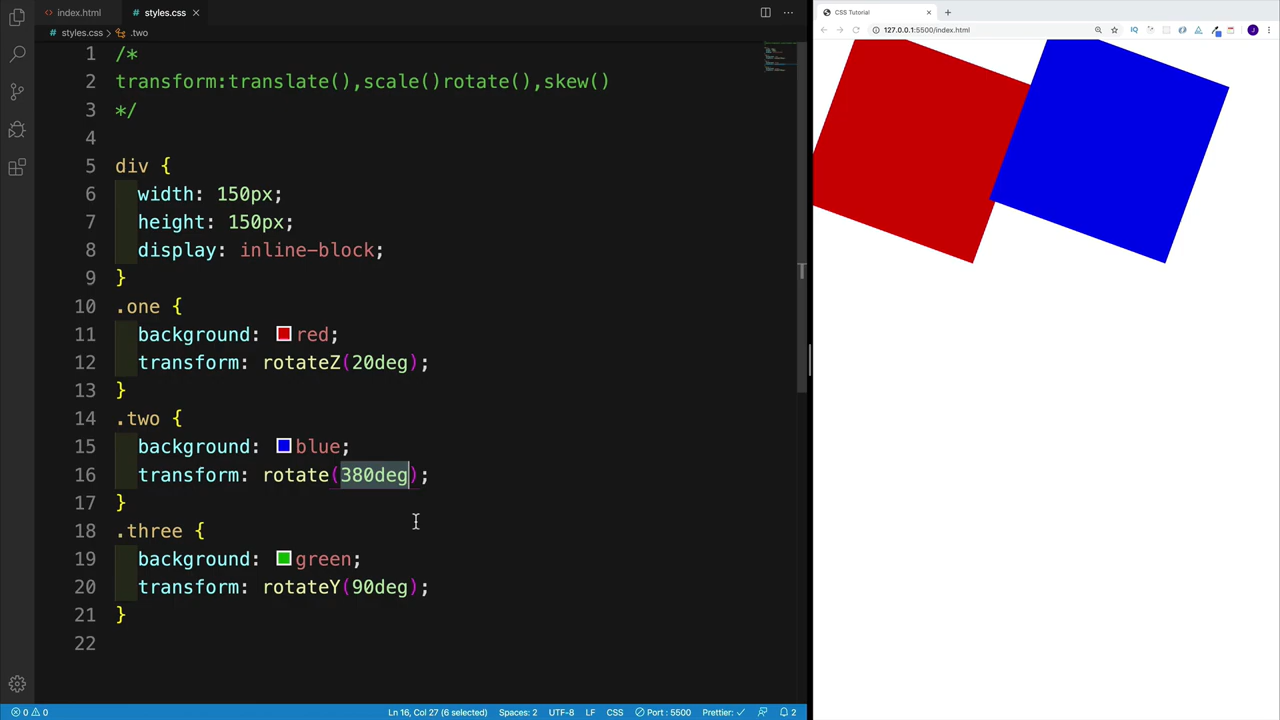 index.html
styles.css
styles.css > .two
1 /*
2 transform:translate(),scale()rotate(),skew()
3 */
4
5 div {
6 width: 150px;
7 height: 150px;
8 display: inline-block;
9 }
10 .one {
11 background: red;
12 transform: rotateZ(20deg);
13 }
14 .two {
15 background: blue;
16 transform: rotate(380deg);
17 }
18 .three {
19 background: green;
20 transform: rotateY(90deg);
21 }
22
0 0
Ln 16, Col 27 (6 selected) Spaces: 2 UTF-8 LF CSS Port : 5500 Prettier: ✓ 2
CSS Tutorial
127.0.0.1:5500/index.html
IQ
J